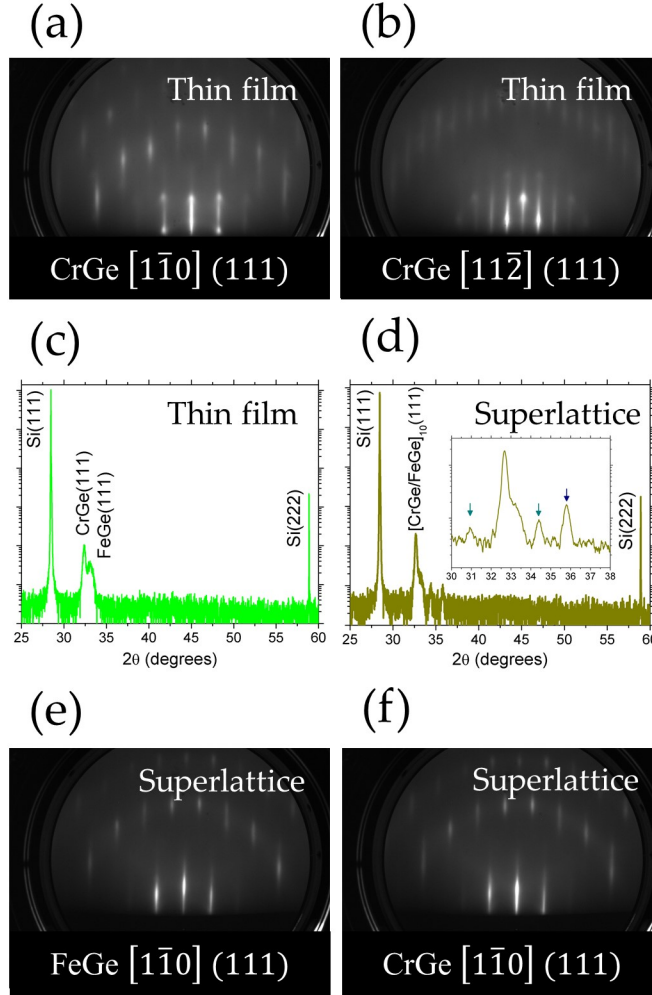 (a) (b)
Thin film Thin film
CrGe [11̅0] (111) CrGe [112̅] (111)
(c) (d)
Si(111) CrGe(111) FeGe(111) Thin film Si(222)
25 30 35 40 45 50 55 60
2θ (degrees)
Si(111) [CrGe/FeGe]₁₀(111) Superlattice Si(222)
30 31 32 33 34 35 36 37 38
25 30 35 40 45 50 55 60
2θ (degrees)
(e) (f)
Superlattice Superlattice
FeGe [11̅0] (111) CrGe [11̅0] (111)